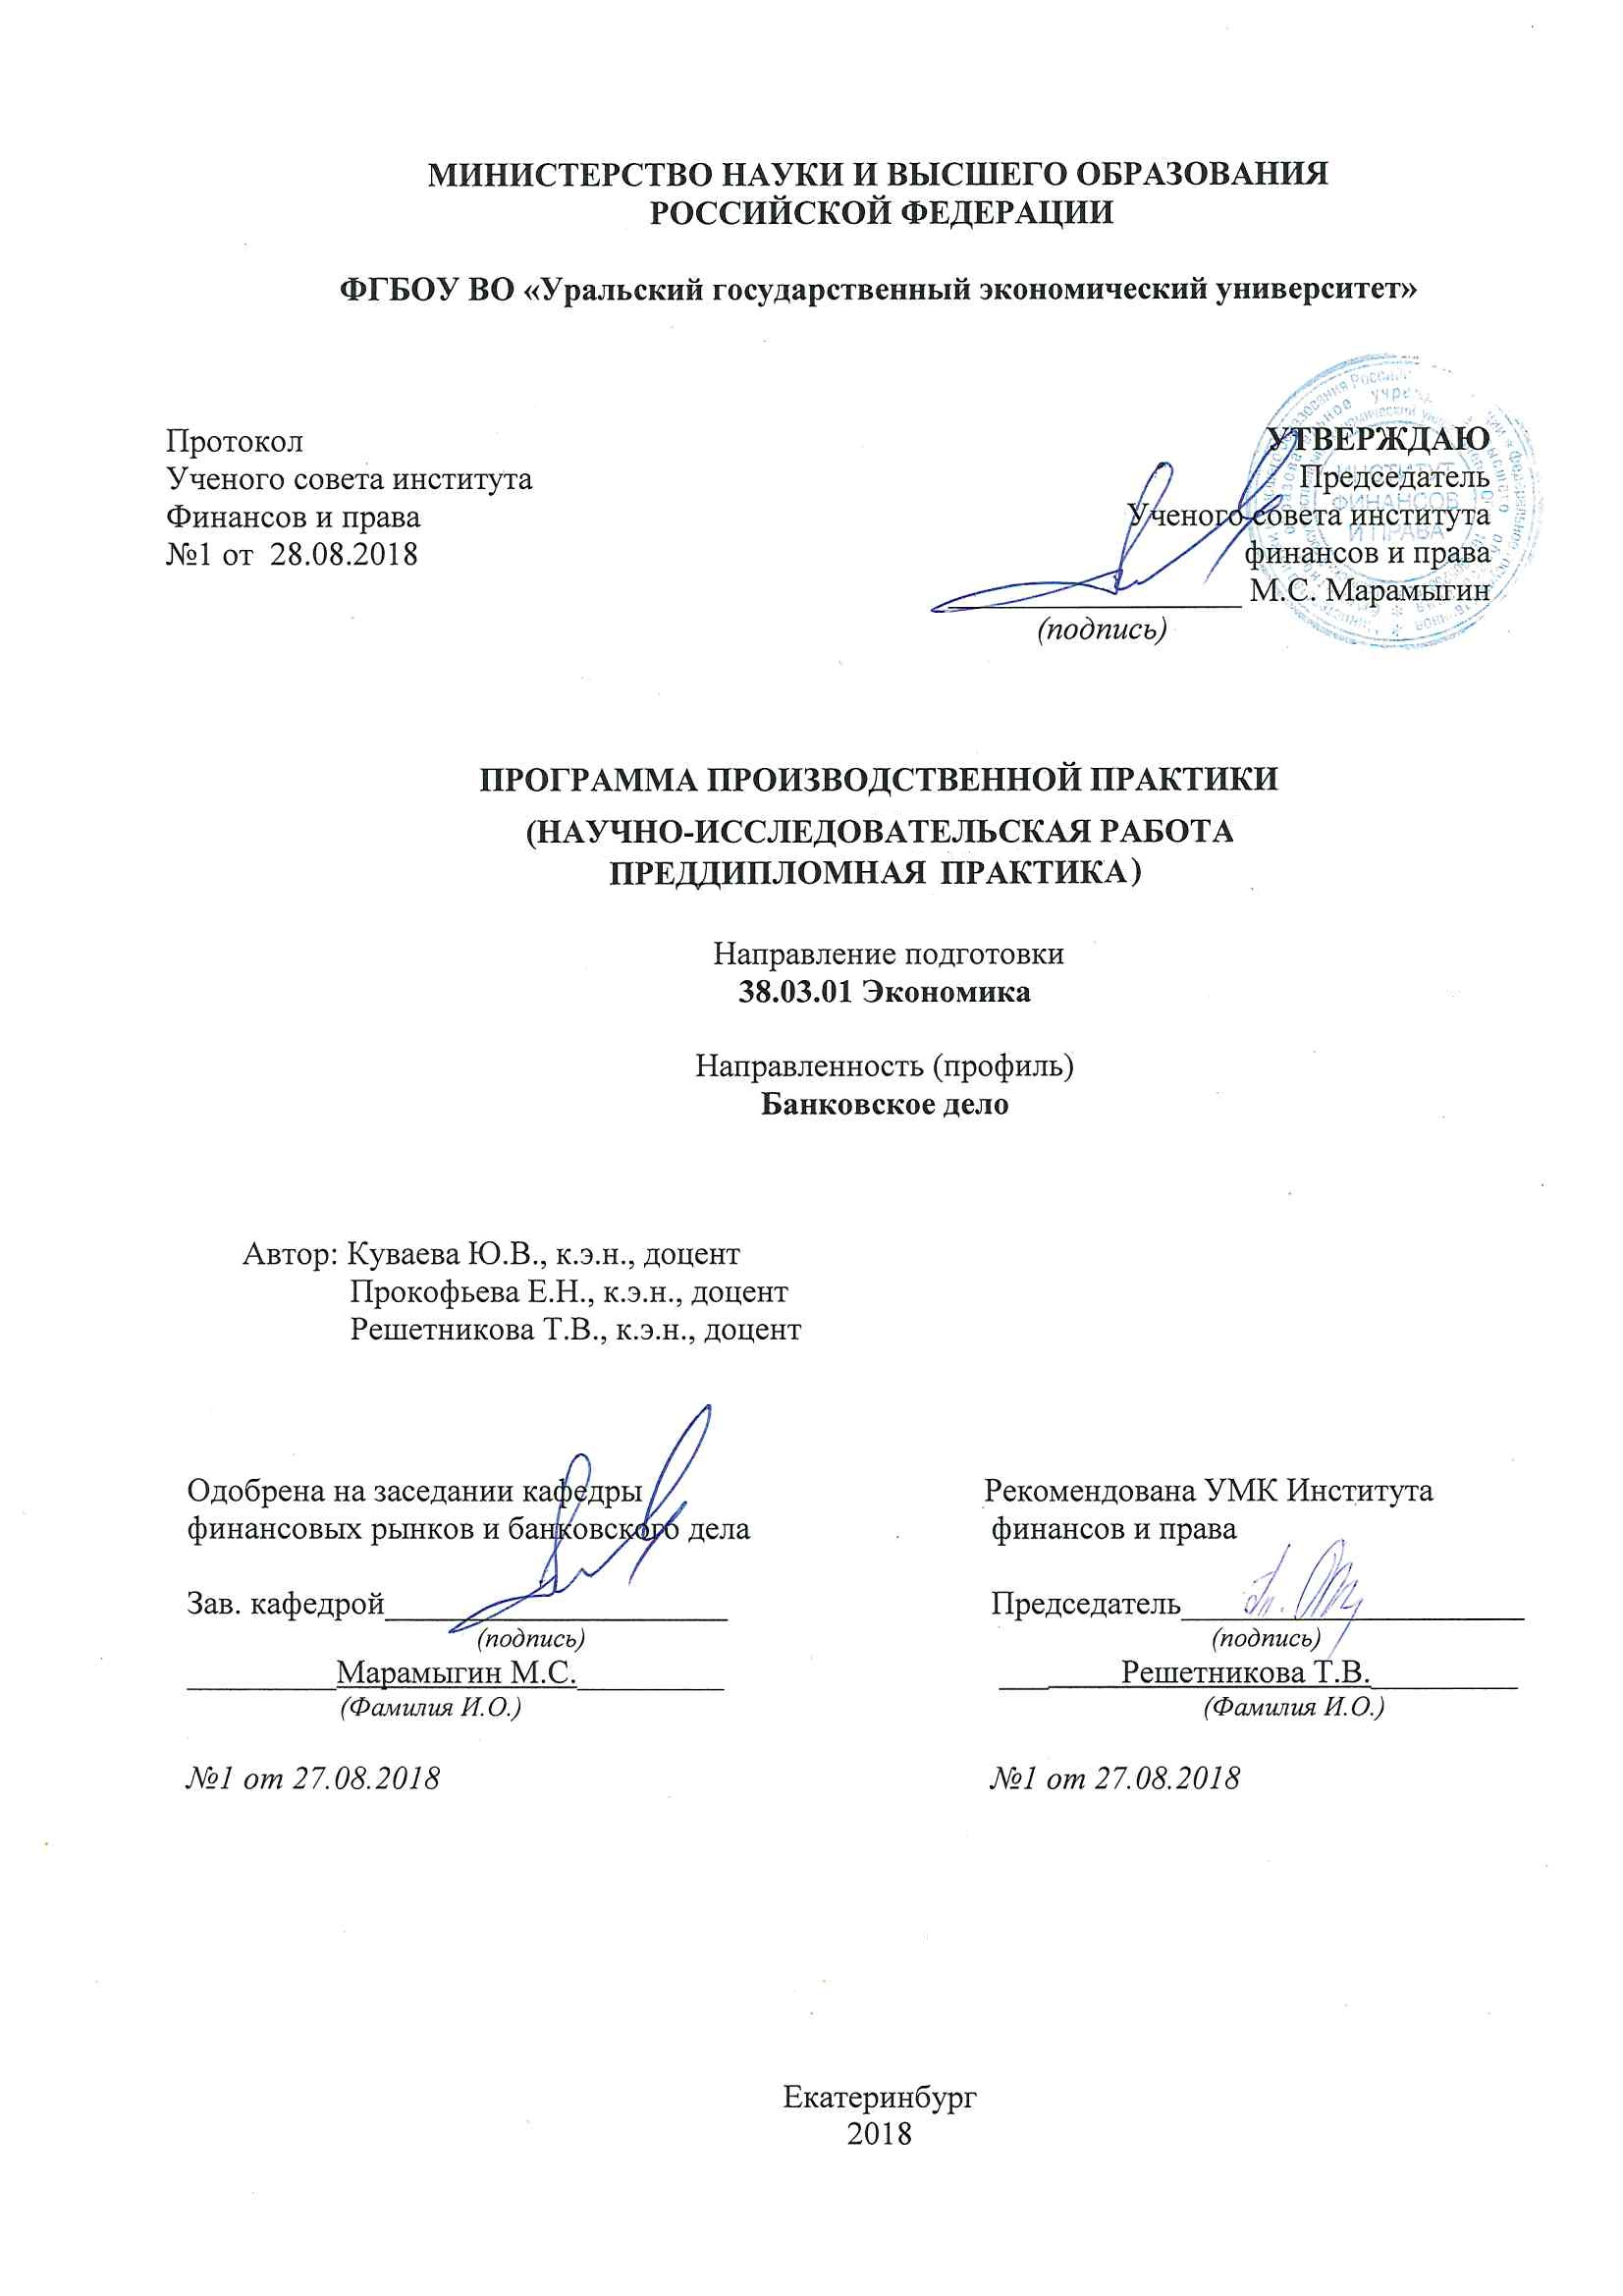 МИНИСТЕРСТВО НАУКИ И ВЫСШЕГО ОБРАЗОВАНИЯ
РОССИЙСКОЙ ФЕДЕРАЦИИ
ФГБОУ ВО «Уральский государственный экономический университет»
Протокол
Ученого совета института
Финансов и права
№1 от 28.08.2018
УТВЕРЖДАЮ
Председатель
Ученого совета института
финансов и права
М.С. Марамыгин
(подпись)
ИНСТИТУТ
ФИНАНСОВ
И ПРАВА
ПРОГРАММА ПРОИЗВОДСТВЕННОЙ ПРАКТИКИ
(НАУЧНО-ИССЛЕДОВАТЕЛЬСКАЯ РАБОТА
ПРЕДДИПЛОМНАЯ ПРАКТИКА)
Направление подготовки
38.03.01 Экономика
Направленность (профиль)
Банковское дело
Автор: Куваева Ю.В., к.э.н., доцент
Прокофьева Е.Н., к.э.н., доцент
Решетникова Т.В., к.э.н., доцент
Одобрена на заседании кафедры
финансовых рынков и банковского дела
Зав. кафедрой
(подпись)
Марамыгин М.С.
(Фамилия И.О.)
№1 от 27.08.2018
Рекомендована УМК Института
финансов и права
Председатель
(подпись)
Решетникова Т.В.
(Фамилия И.О.)
№1 от 27.08.2018
Екатеринбург
2018